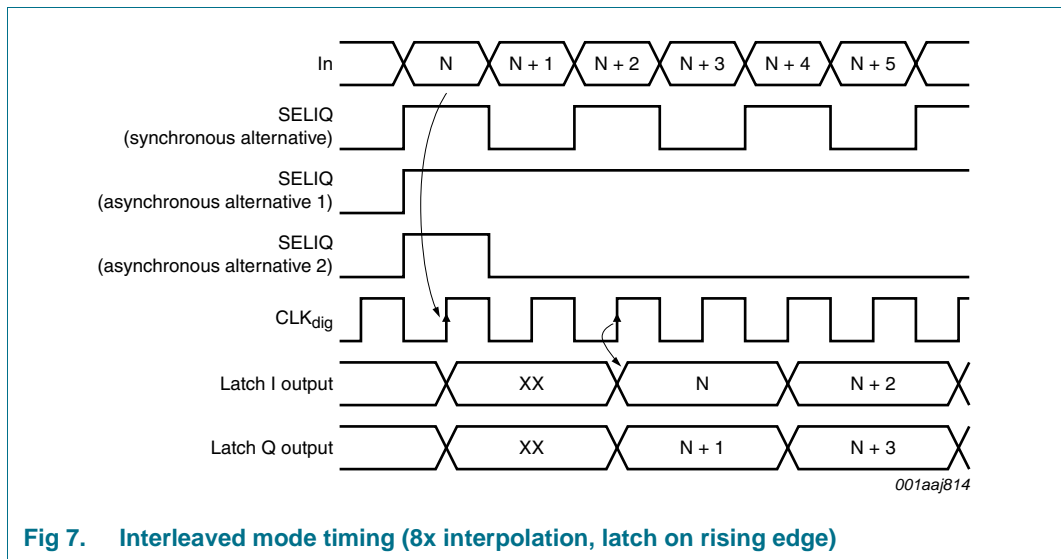 In
N N + 1 N + 2 N + 3 N + 4 N + 5
SELIQ
(synchronous alternative)
SELIQ
(asynchronous alternative 1)
SELIQ
(asynchronous alternative 2)
CLKdig
Latch I output
XX N N + 2
Latch Q output
XX N + 1 N + 3
001aaj814
Fig 7. Interleaved mode timing (8x interpolation, latch on rising edge)